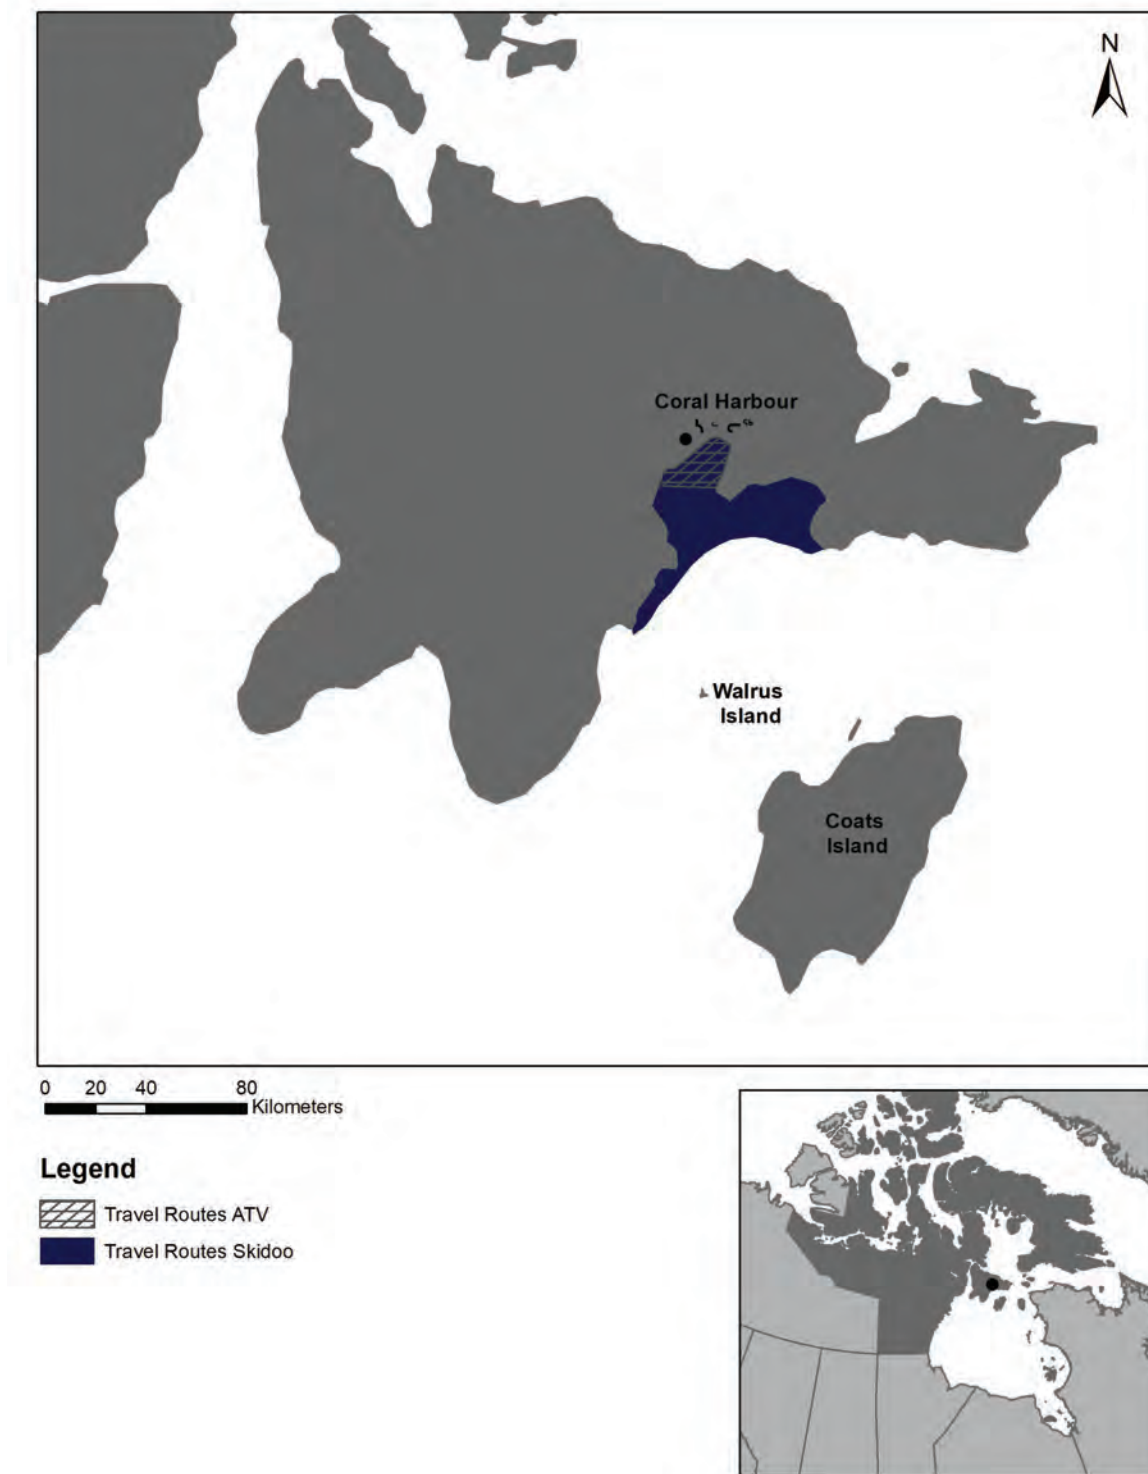 N
Coral Harbour
Walrus
Island
Coats
Island
0 20 40 80
Kilometers
Legend
Travel Routes ATV
Travel Routes Skidoo